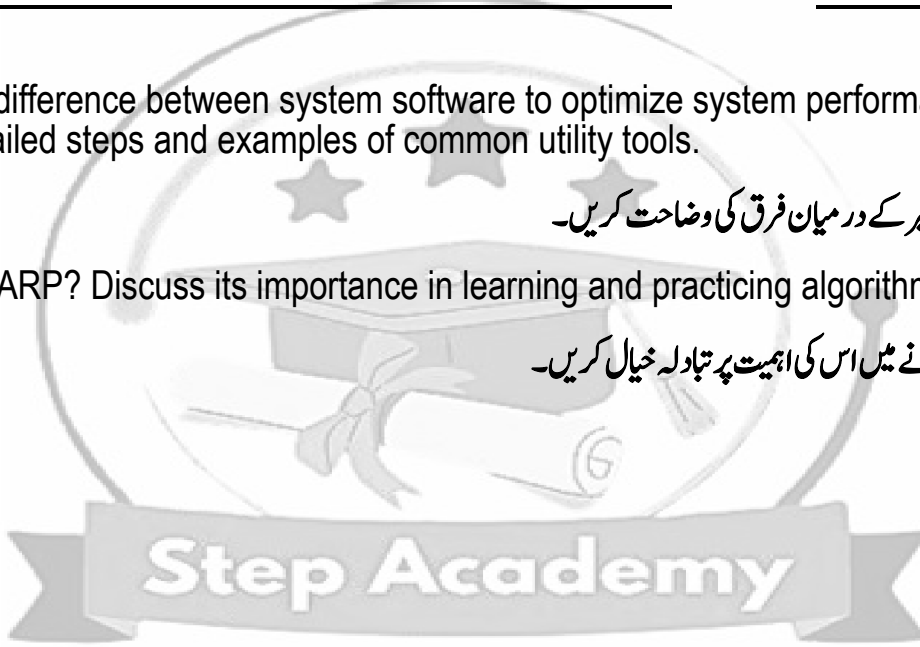 difference between system software to optimize system perform
ailed steps and examples of common utility tools.
کے درمیان فرق کی وضاحت کریں۔
ARP? Discuss its importance in learning and practicing algorithm
نے میں اس کی اہمیت پر تبادلہ خیال کریں۔
Step Academy